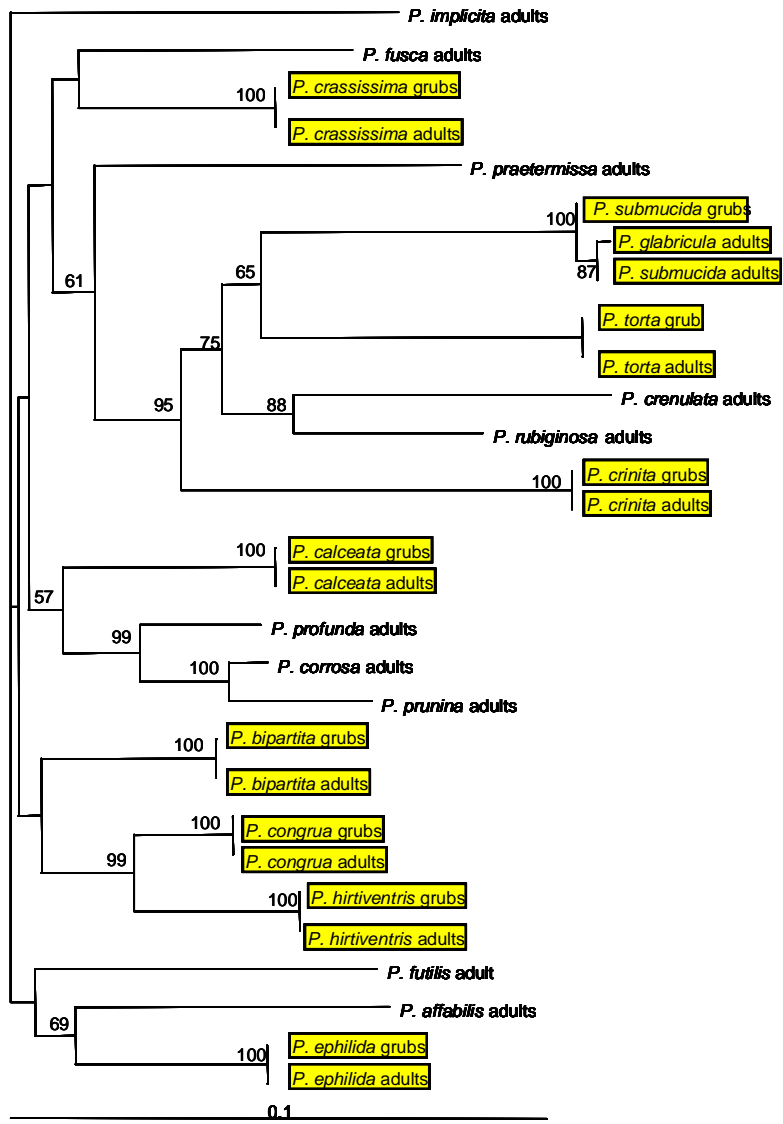 P. implicita adults
P. fusca adults
100
P. crassissima grubs
P. crassissima adults
P. praetermissa adults
100
P. submucida grubs
P. glabricula adults
87
P. submucida adults
65
61
P. torta grub
75
P. torta adults
P. crenulata adults
95
88
P. rubiginosa adults
100
P. crinita grubs
P. crinita adults
100
P. calceata grubs
P. calceata adults
57
P. profunda adults
99
100
P. corrosa adults
P. prunina adults
100
P. bipartita grubs
P. bipartita adults
100
P. congrua grubs
P. congrua adults
99
100
P. hirtiventris grubs
P. hirtiventris adults
P. futilis adult
P. affabilis adults
69
100
P. ephilida grubs
P. ephilida adults
0.1